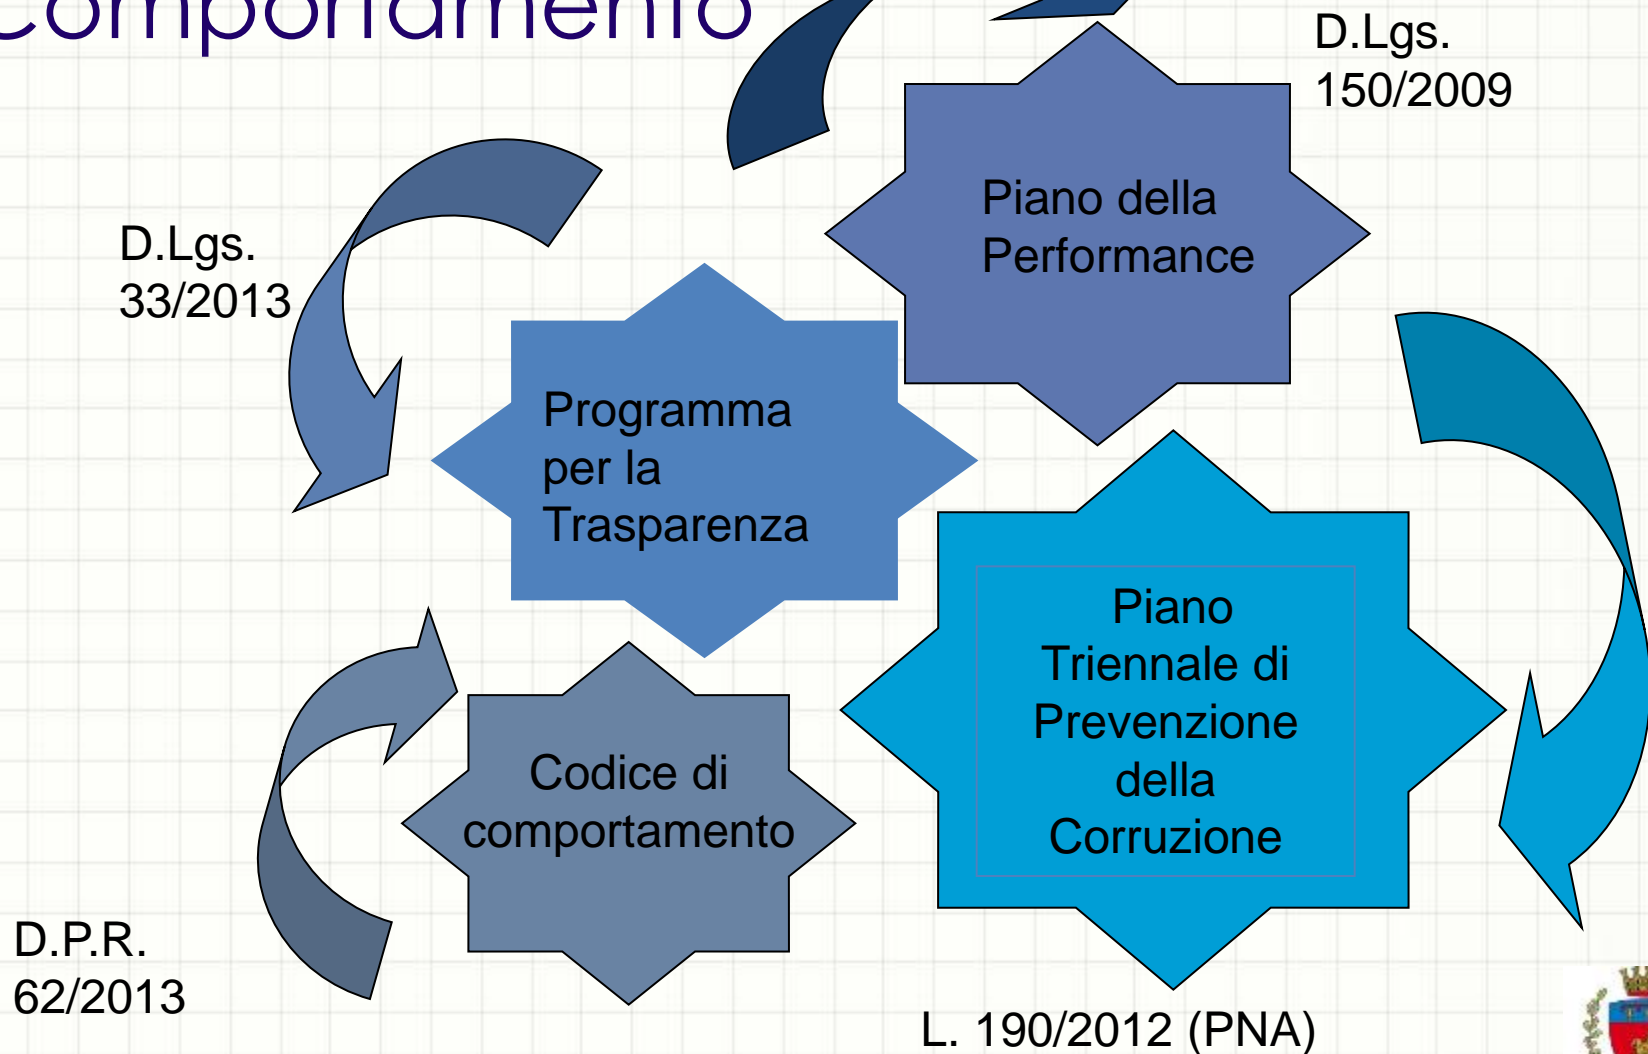 Comportamento
D.Lgs.
150/2009
Piano della
Performance
D.Lgs.
33/2013
Programma
per la
Trasparenza
Piano
Triennale di
Prevenzione
della
Corruzione
Codice di
comportamento
D.P.R.
62/2013
L. 190/2012 (PNA)